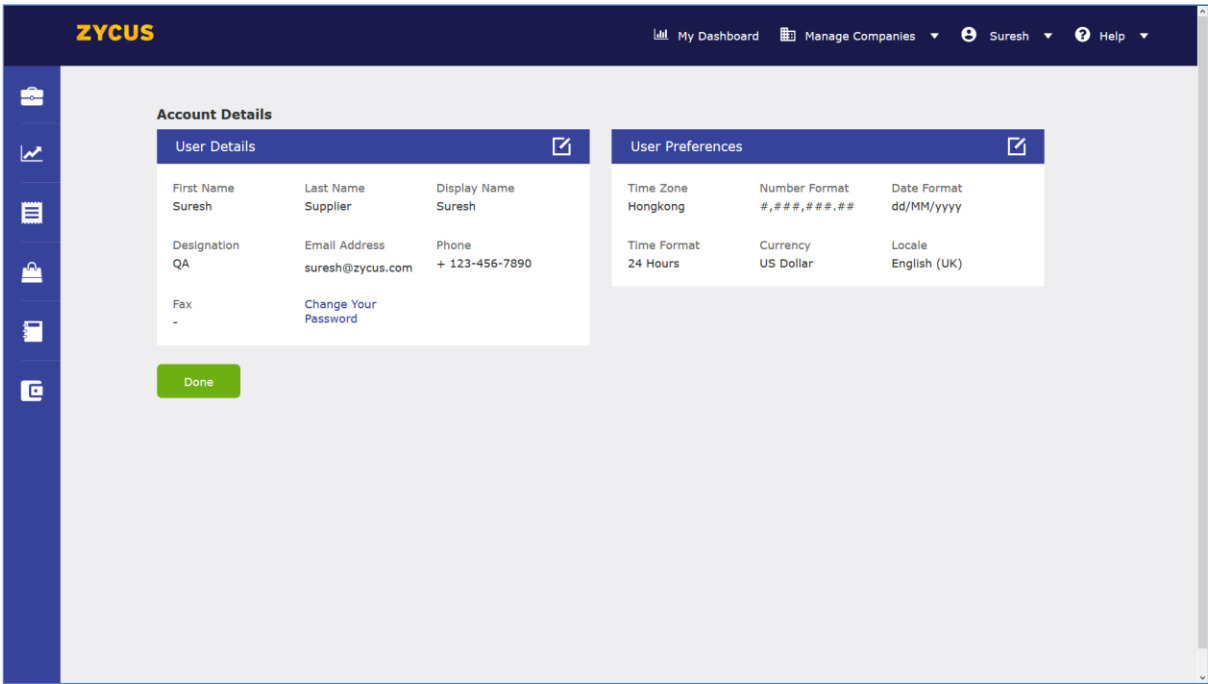 ZYCUS
My Dashboard
Manage Companies
Suresh
Help
Account Details
User Details
First Name
Suresh
Last Name
Supplier
Display Name
Suresh
Designation
QA
Email Address
suresh@zycus.com
Phone
+ 123-456-7890
Fax
-
Change Your
Password
User Preferences
Time Zone
Hongkong
Number Format
#,###,###.##
Date Format
dd/MM/yyyy
Time Format
24 Hours
Currency
US Dollar
Locale
English (UK)
Done